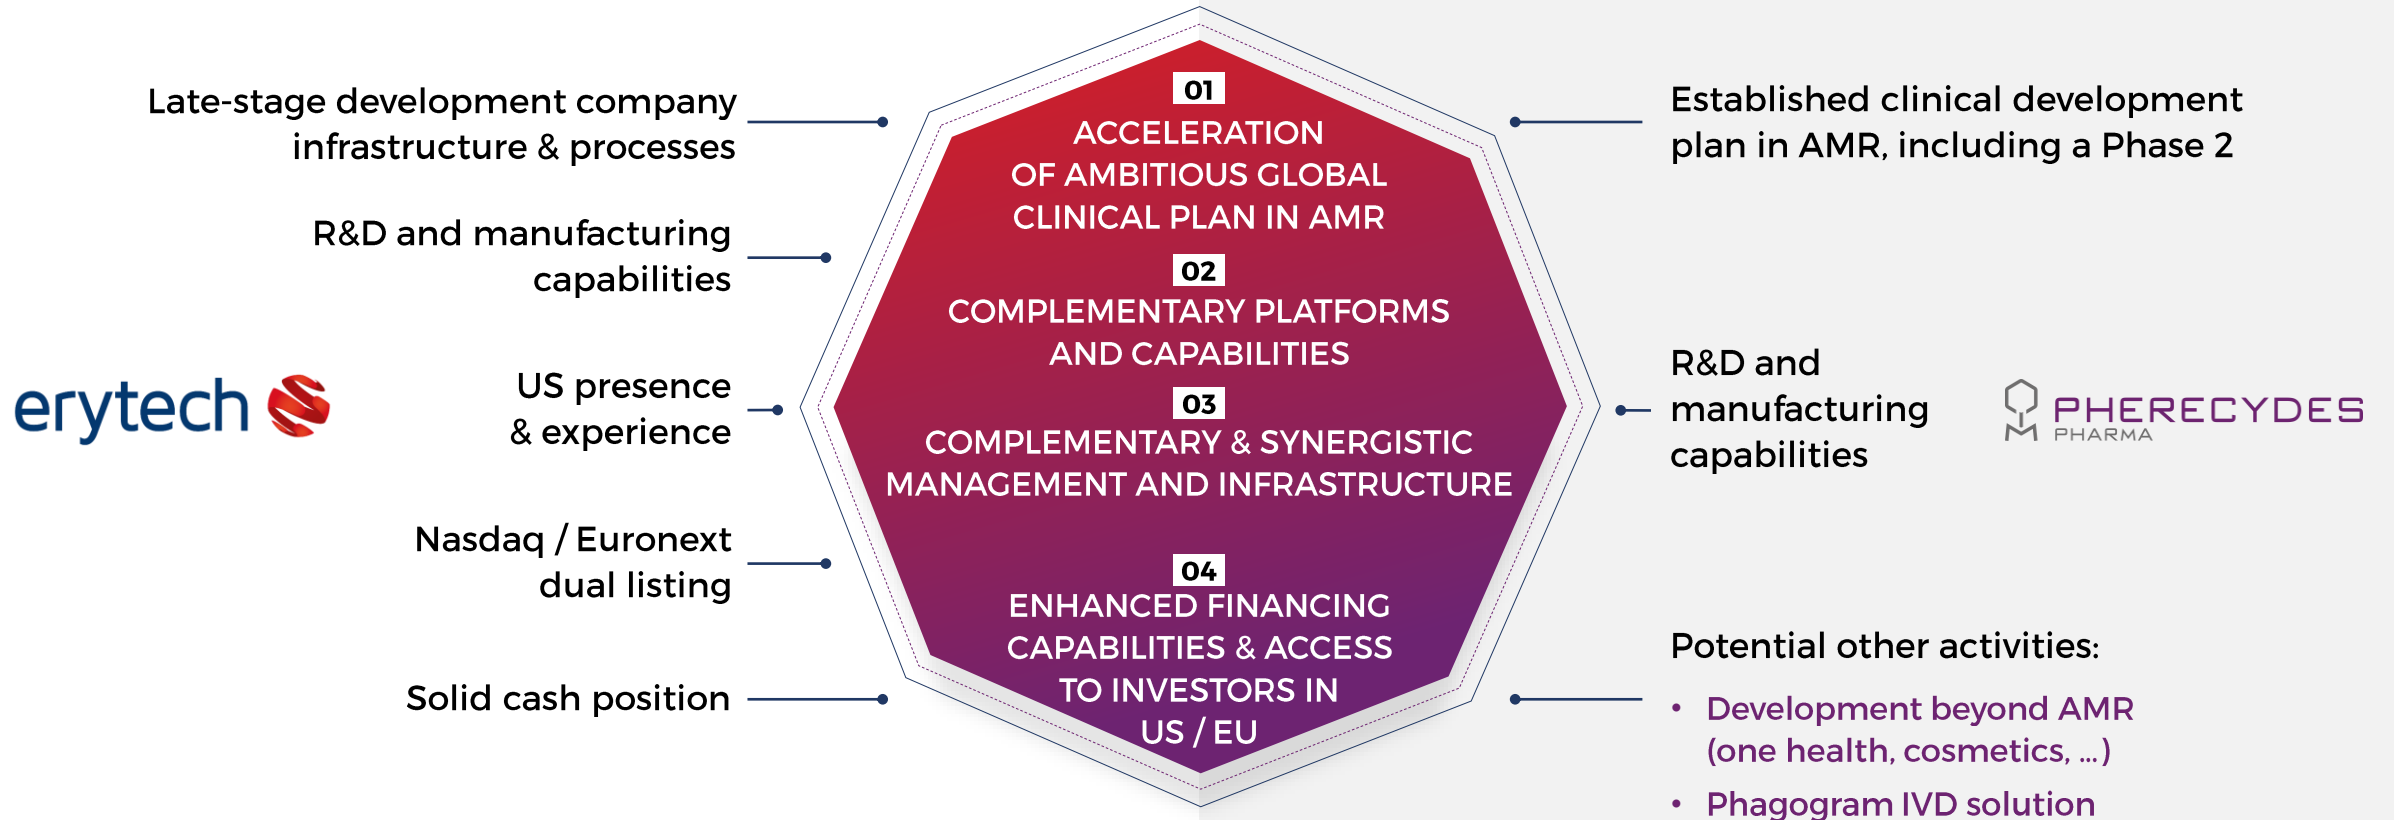 Late-stage development company
infrastructure & processes
R&D and manufacturing
capabilities
erytech
US presence
& experience
Nasdaq / Euronext
dual listing
Solid cash position
01
ACCELERATION
OF AMBITIOUS GLOBAL
CLINICAL PLAN IN AMR
02
COMPLEMENTARY PLATFORMS
AND CAPABILITIES
03
COMPLEMENTARY & SYNERGISTIC
MANAGEMENT AND INFRASTRUCTURE
04
ENHANCED FINANCING
CAPABILITIES & ACCESS
TO INVESTORS IN
US / EU
Established clinical development
plan in AMR, including a Phase 2
R&D and
manufacturing
capabilities
PHERECYDES
PHARMA
Potential other activities:
• Development beyond AMR
(one health, cosmetics, ...)
• Phagogram IVD solution